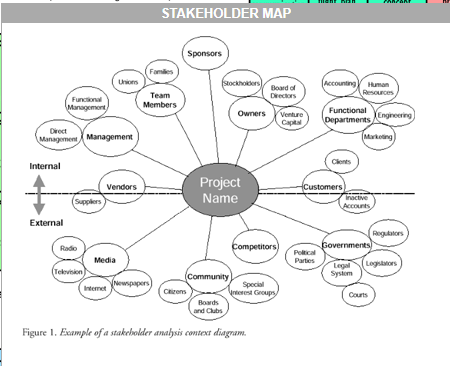 STAKEHOLDER MAP
Sponsors
Families
Unions
Team
Members
Stockholders
Board of
Directors
Owners
Venture
Capital
Accounting
Human
Resources
Functional
Departments
Engineering
Marketing
Functional
Management
Direct
Management
Management
Clients
Internal
Vendors
Project
Name
Customers
Suppliers
Inactive
Accounts
External
Competitors
Governments
Regulators
Radio
Media
Political
Parties
Legislators
Television
Legal
System
Internet
Newspapers
Community
Citizens
Special
Interest Groups
Boards
and Clubs
Courts
Figure 1. Example of a stakeholder analysis context diagram.